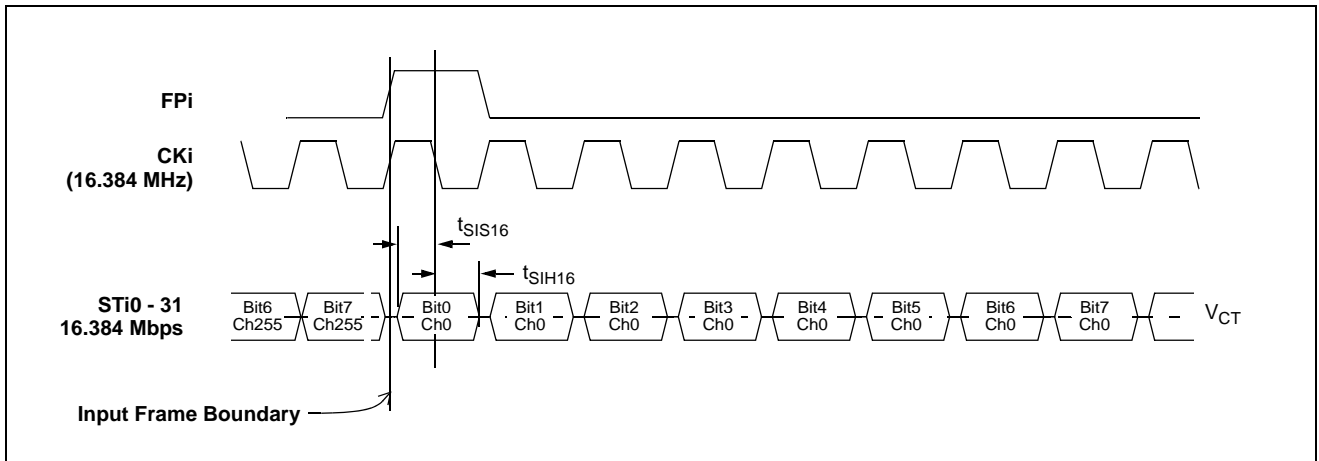 FPi
CKi
(16.384 MHz)
tSIS16
tSIH16
STi0 - 31
16.384 Mbps
Bit6 Bit7 Bit0 Bit1 Bit2 Bit3 Bit4 Bit5 Bit6 Bit7
Ch255 Ch255 Ch0 Ch0 Ch0 Ch0 Ch0 Ch0 Ch0 Ch0
VCT
Input Frame Boundary